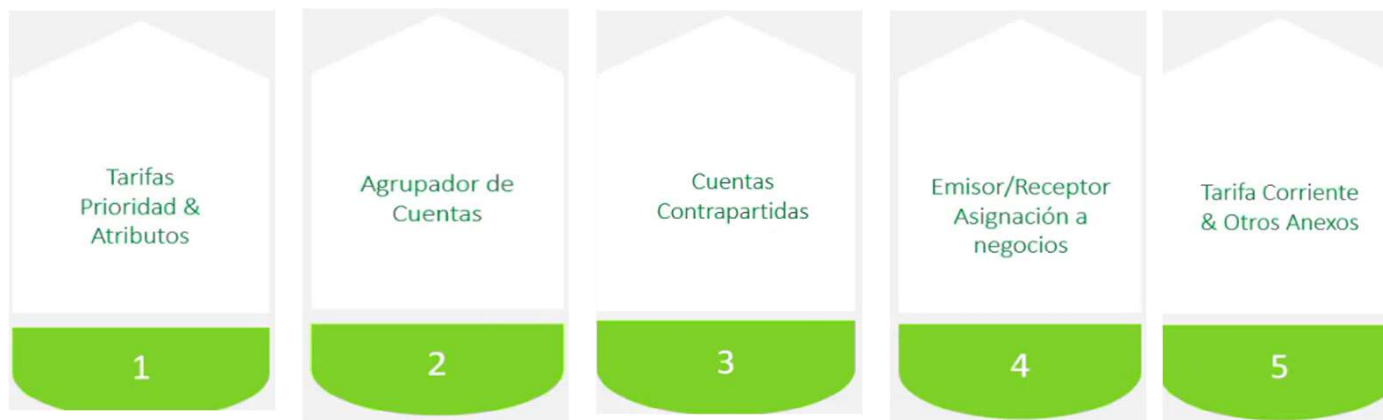 Tarifas
Prioridad &
Atributos
1
Agrupador de
Cuentas
2
Cuentas
Contrapartidas
3
Emisor/Receptor
Asignación a
negocios
4
Tarifa Corriente
& Otros Anexos
5